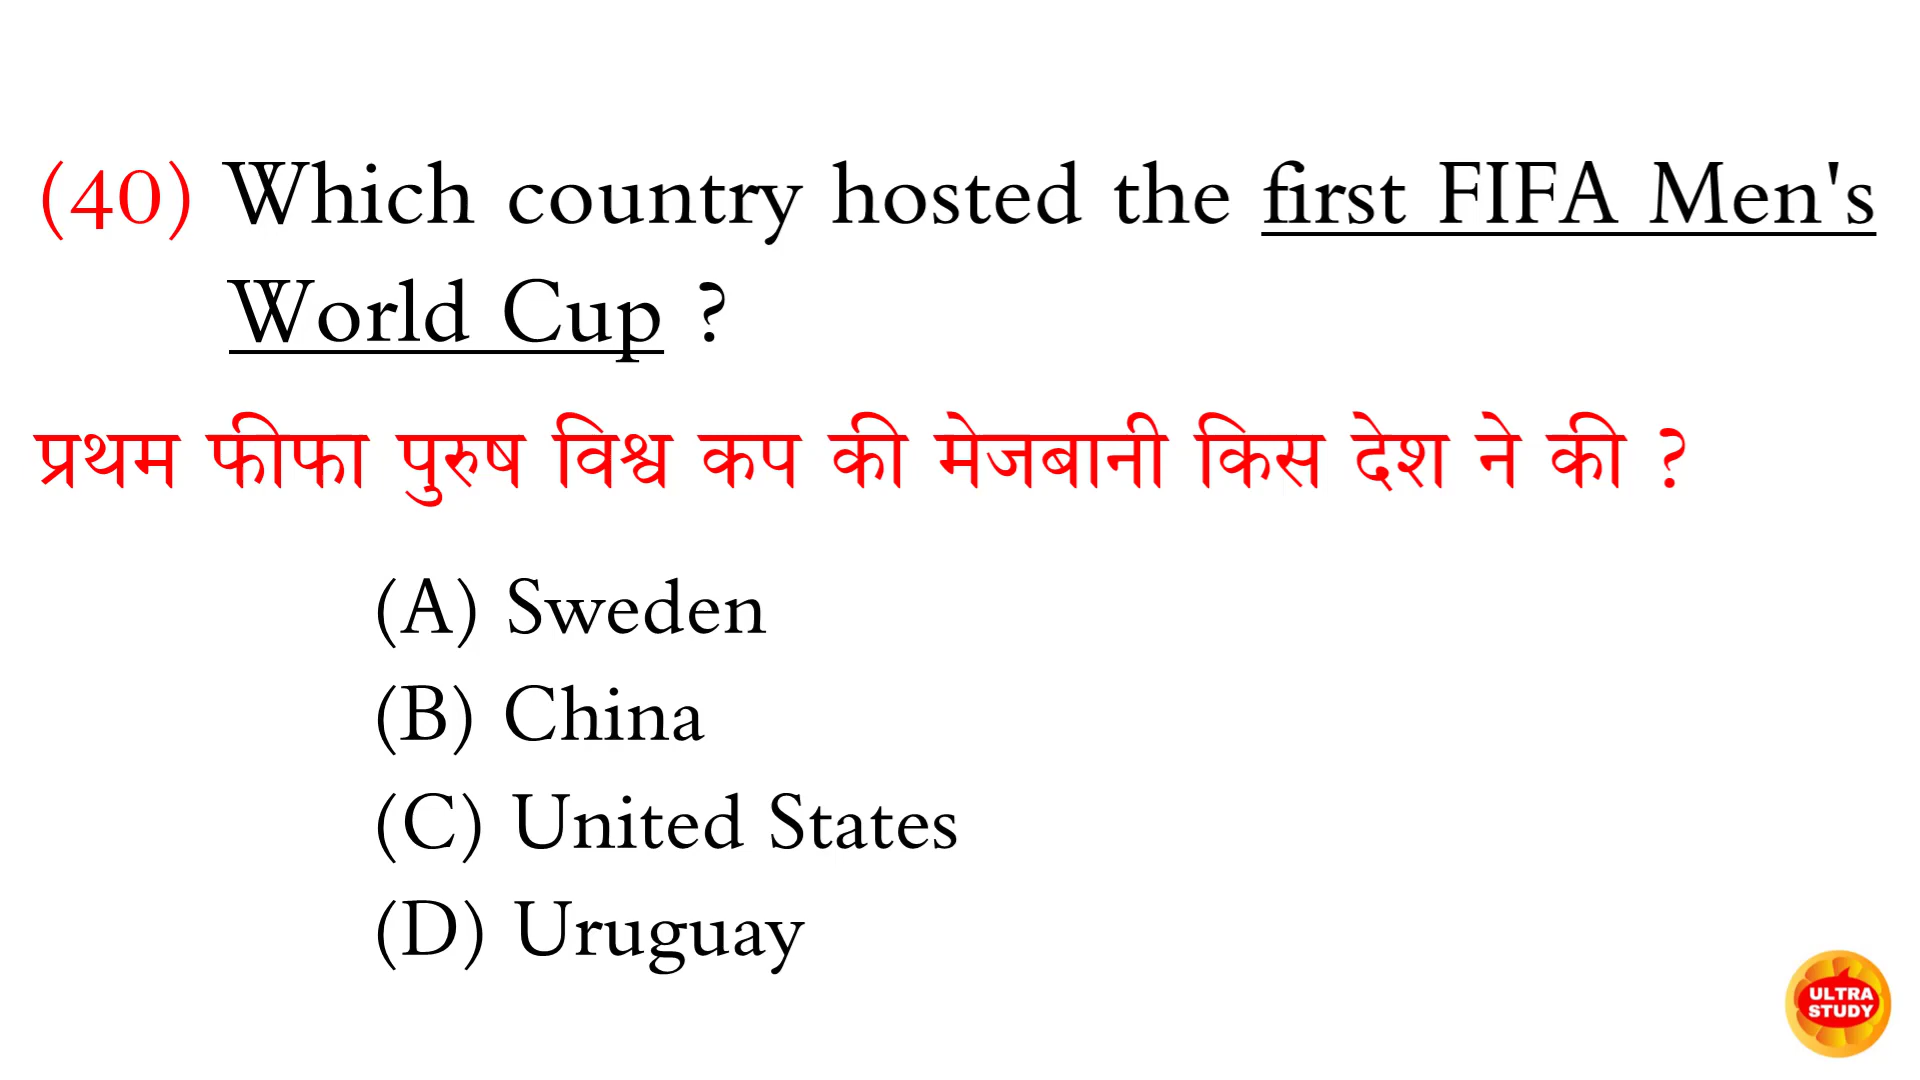 (40) Which country hosted the first FIFA Men's
World Cup ?
प्रथम फीफा पुरुष विश्व कप की मेजबानी किस देश ने की ?
(A) Sweden
(B) China
(C) United States
(D) Uruguay
ULTRA
STUDY